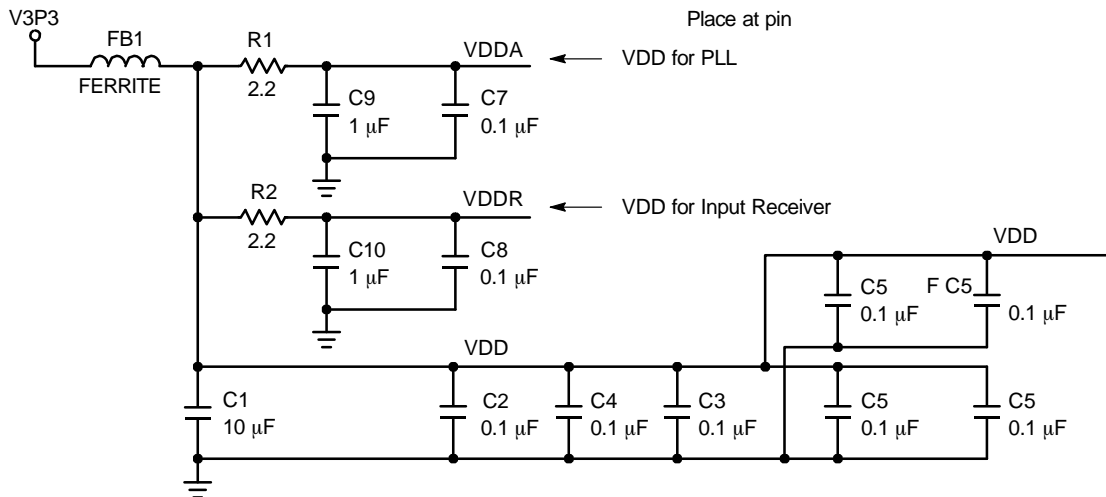 V3P3
FB1
FERRITE
R1
2.2
VDDA
Place at pin
VDD for PLL
C9
1 μF
C7
0.1 μF
R2
2.2
VDDR
VDD for Input Receiver
C10
1 μF
C8
0.1 μF
VDD
C5
0.1 μF
F C5
0.1 μF
VDD
C1
10 μF
C2
0.1 μF
C4
0.1 μF
C3
0.1 μF
C5
0.1 μF
C5
0.1 μF